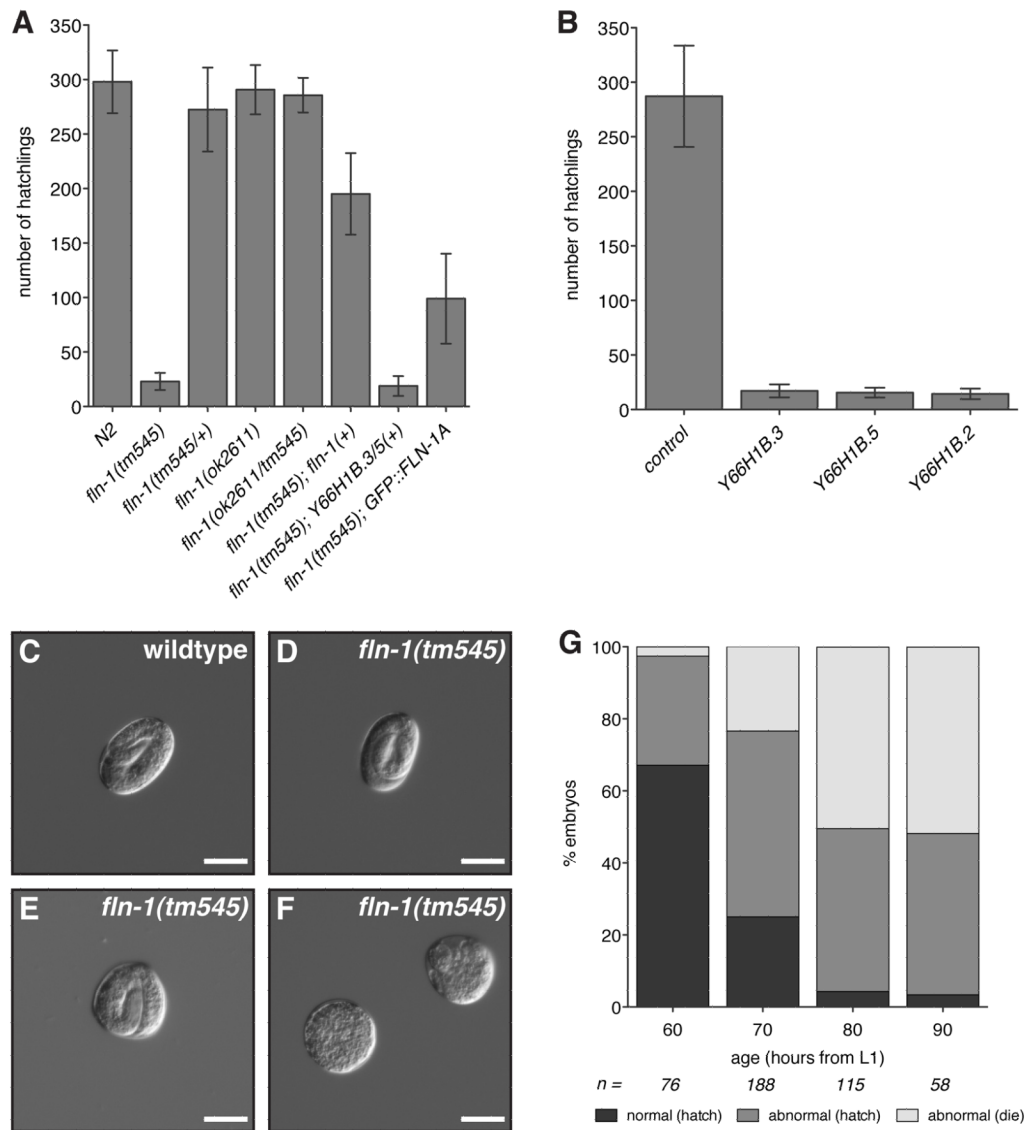 A
number of hatchlings
350
300
250
200
150
100
50
0
N2
fln-1(tm545)
fln-1(tm545/+)
fln-1(ok2611)
fln-1(ok2611/tm545)
fln-1(tm545); fln-1(+)
fln-1(tm545); Y66H1B.3/5(+)
fln-1(tm545); GFP::FLN-1A
B
number of hatchlings
350
300
250
200
150
100
50
0
control
Y66H1B.3
Y66H1B.5
Y66H1B.2
C wildtype
D fln-1(tm545)
E fln-1(tm545)
F fln-1(tm545)
G
% embryos
100
80
60
40
20
0
60 70 80 90
age (hours from L1)
n = 76 188 115 58
normal (hatch) abnormal (hatch) abnormal (die)